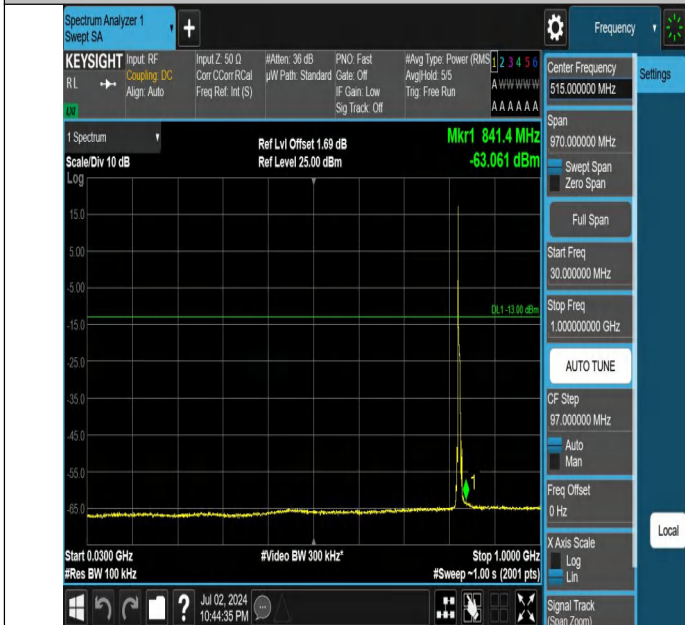 Spectrum Analyzer 1
Swept SA
+
Frequency
KEYSIGHT
RL
Input: RF
Coupling: DC
Align: Auto
Input Z: 50 Ω
Corr CCorr RCal
Freq Ref: Int (S)
#Atten: 36 dB
µW Path: Standard
PNO: Fast
Gate: Off
IF Gain: Low
Sig Track: Off
#Avg Type: Power (RMS
Avg|Hold: 5/5
Trig: Free Run
1 2 3 4 5 6
A W W W W W
A A A A A A
1 Spectrum
Scale/Div 10 dB
Ref Lvl Offset 1.69 dB
Ref Level 25.00 dBm
Mkr1 841.4 MHz
-63.061 dBm
Log
15.0
5.00
-5.00
DL1 -13.00 dBm
-15.0
-25.0
-35.0
-45.0
-55.0
-65.0
1
Start 0.0300 GHz
#Res BW 100 kHz
#Video BW 300 kHz*
Stop 1.0000 GHz
#Sweep ~1.00 s (2001 pts)
?
Jul 02, 2024
10:44:35 PM
Center Frequency
515.000000 MHz
Span
970.000000 MHz
Swept Span
Zero Span
Full Span
Start Freq
30.000000 MHz
Stop Freq
1.000000000 GHz
AUTO TUNE
CF Step
97.000000 MHz
Auto
Man
Freq Offset
0 Hz
X Axis Scale
Log
Lin
Signal Track
(Span Zoom)
Settings
Local